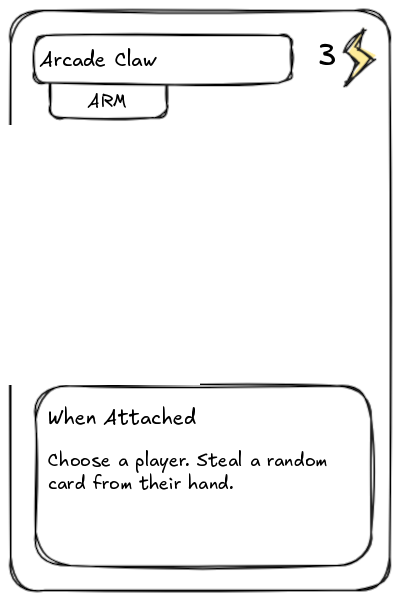 Arcade Claw
3
ARM
When Attached
Choose a player. Steal a random
card from their hand.